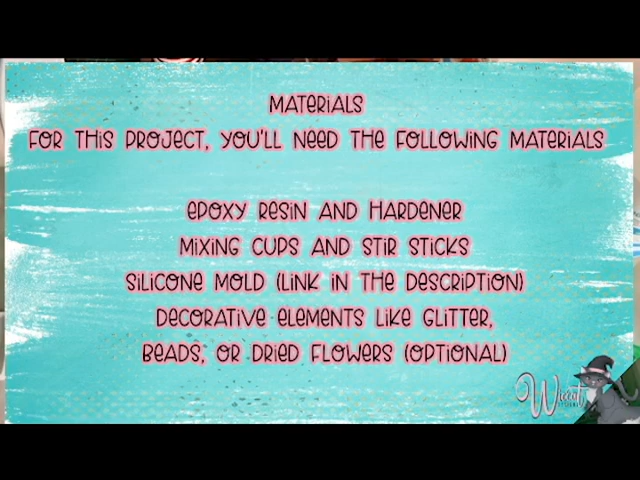 MATERIALS
FOR THIS PROJECT, YOU'LL NEED THE FOLLOWING MATERIALS
EPOXY RESIN AND HARDENER
MIXING CUPS AND STIR STICKS
SILICONE MOLD (LINK IN THE DESCRIPTION)
DECORATIVE ELEMENTS LIKE GLITTER,
BEADS, OR DRIED FLOWERS (OPTIONAL)
Wiccat